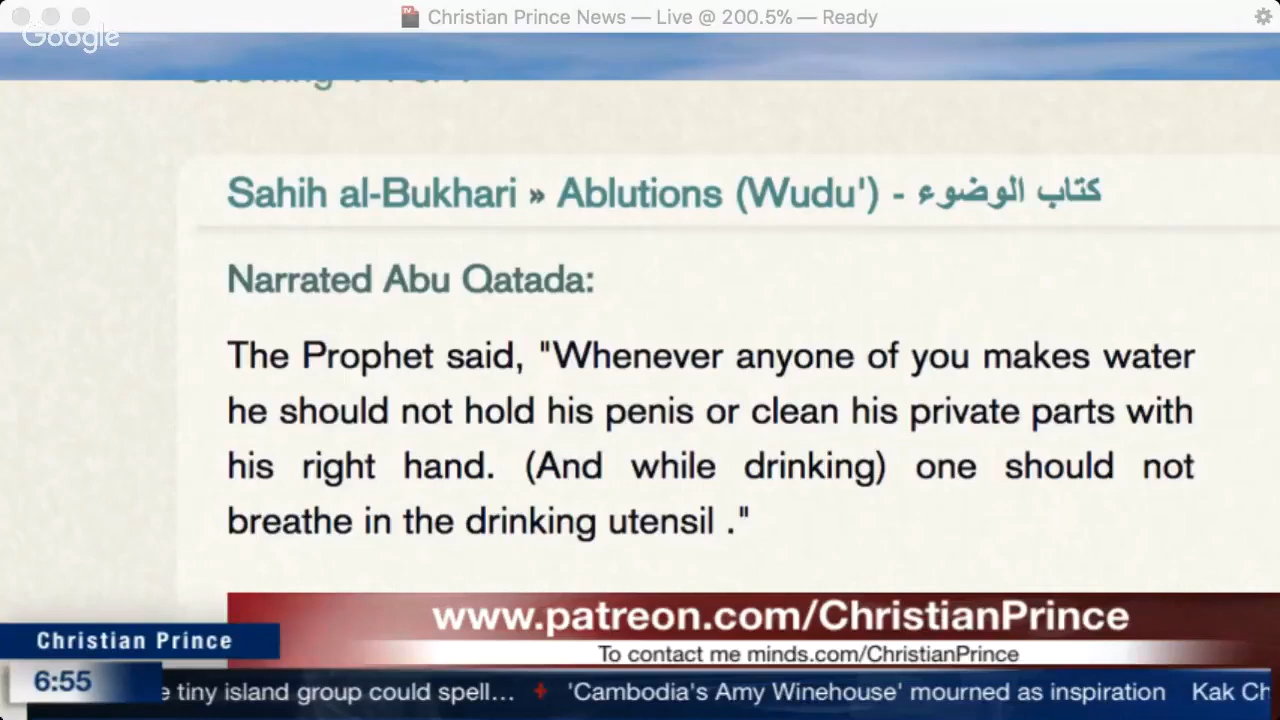 Christian Prince News — Live @ 200.5% — Ready
Google
Sahih al-Bukhari » Ablutions (Wudu') - كتاب الوضوء
Narrated Abu Qatada:
The Prophet said, "Whenever anyone of you makes water
he should not hold his penis or clean his private parts with
his right hand. (And while drinking) one should not
breathe in the drinking utensil ."
www.patreon.com/ChristianPrince
Christian Prince
To contact me minds.com/ChristianPrince
6:55
e tiny island group could spell... 'Cambodia's Amy Winehouse' mourned as inspiration Kak Ch